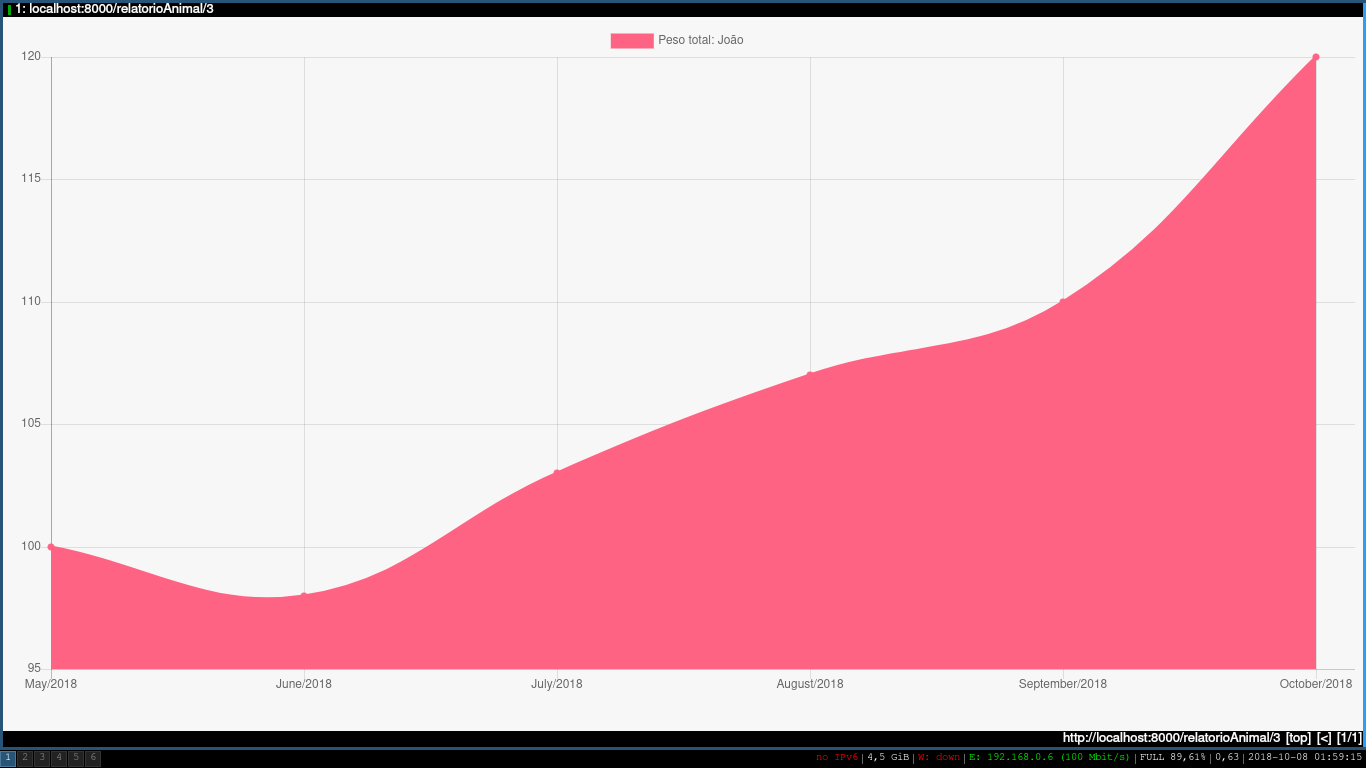 1: localhost:8000/relatorioAnimal/3
Peso total: João
120
115
110
105
100
95
May/2018 June/2018 July/2018 August/2018 September/2018 October/2018
http://localhost:8000/relatorioAnimal/3 [top] [<] [1/1]
1 2 3 4 5 6 no IPv6|4,5 GiB|W: down|E: 192.168.0.6 (100 Mbit/s)|FULL 89,61%|0,63|2018-10-08 01:59:15